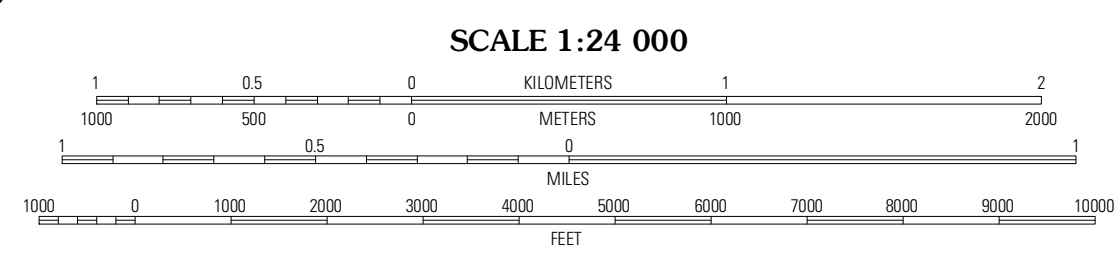 SCALE 1:24 000
1 0.5 0 KILOMETERS 1 2
1000 500 0 METERS 1000 2000
1 0.5 0 1
MILES
1000 0 1000 2000 3000 4000 5000 6000 7000 8000 9000 10000
FEET